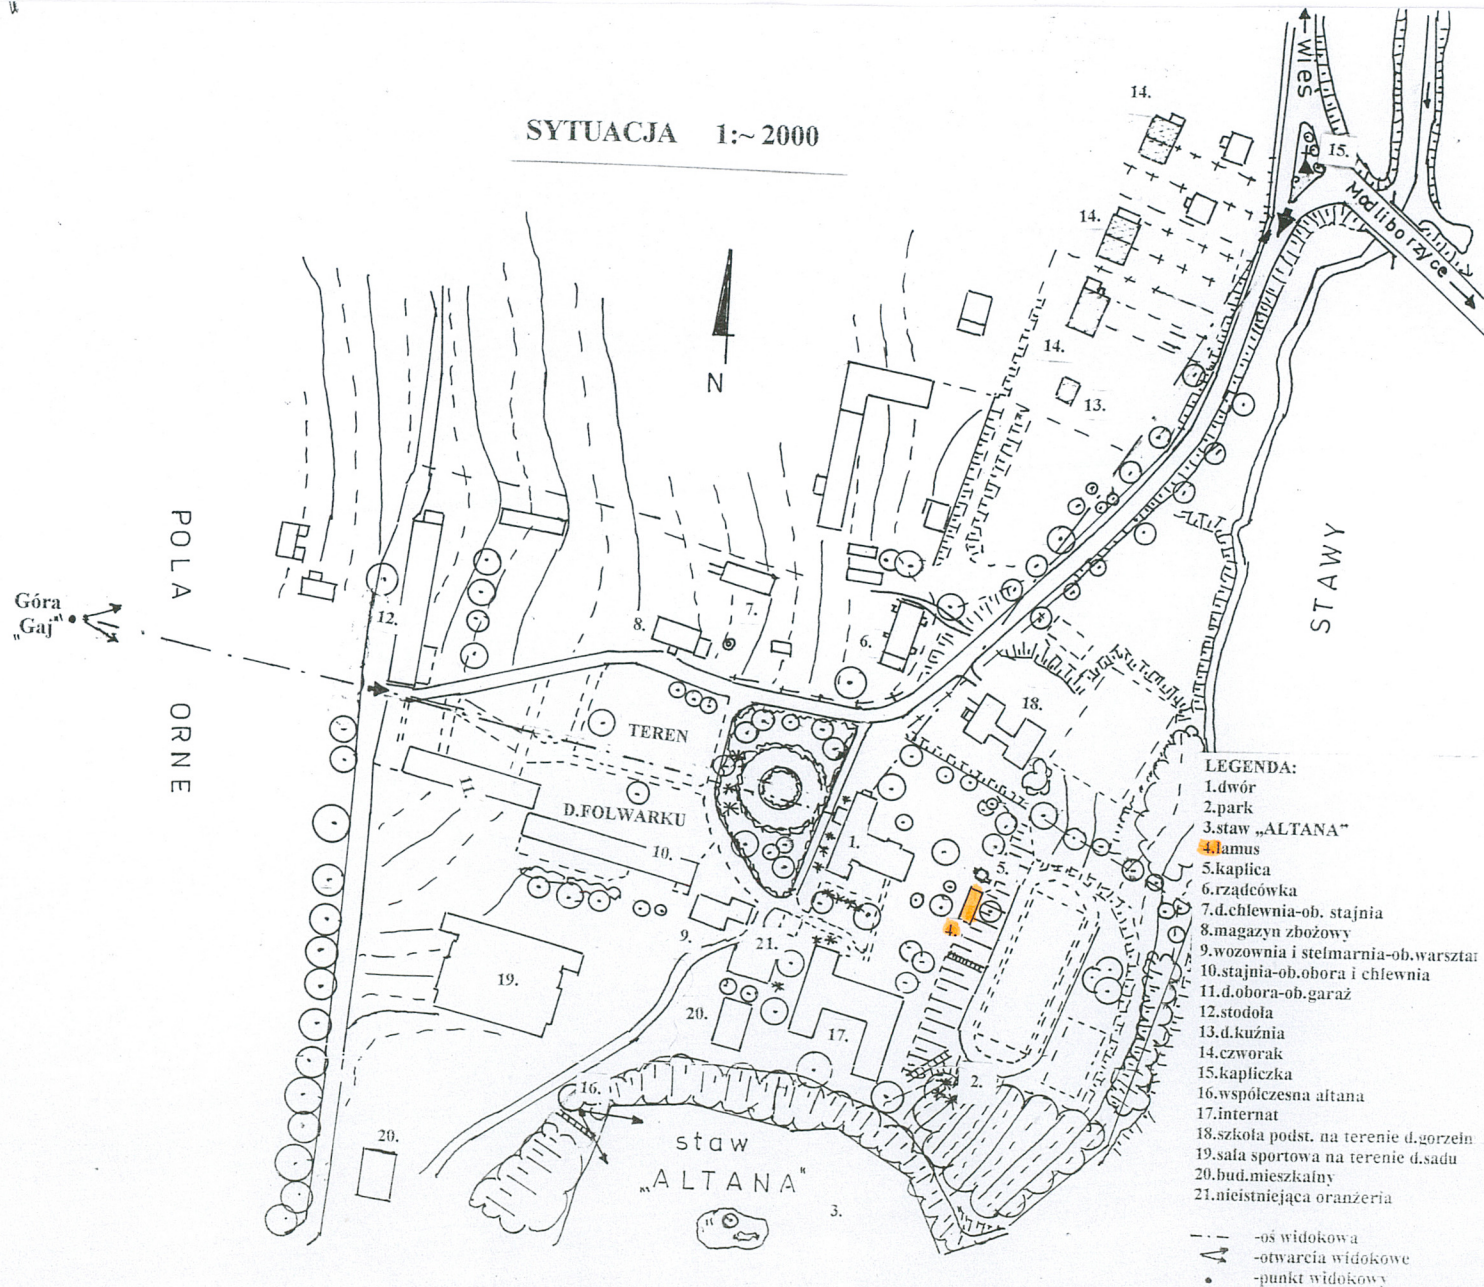 SYTUACJA 1:~ 2000
wieś
14.
15.
Modliborzyce
14.
N
14.
13.
POLA ORNE
STAWY
Góra
"Gaj"
12.
8.
7.
6.
18.
TEREN
11.
D.FOLWARKU
10.
1.
5.
4.
9.
21.
19.
20.
17.
16.
2.
20.
staw
„ALTANA"
3.
LEGENDA:
1.dwór
2.park
3.staw „ALTANA"
4.lamus
5.kaplica
6.rządcówka
7.d.chlewnia-ob. stajnia
8.magazyn zbożowy
9.wozownia i stelmarnia-ob.warsztat
10.stajnia-ob.obora i chlewnia
11.d.obora-ob.garaż
12.stodoła
13.d.kuźnia
14.czworak
15.kapliczka
16.współczesna altana
17.internat
18.szkoła podst. na terenie d.gorzeln
19.sala sportowa na terenie d.sadu
20.bud.mieszkalny
21.nieistniejąca oranżeria
-oś widokowa
-otwarcia widokowe
-punkt widokowy